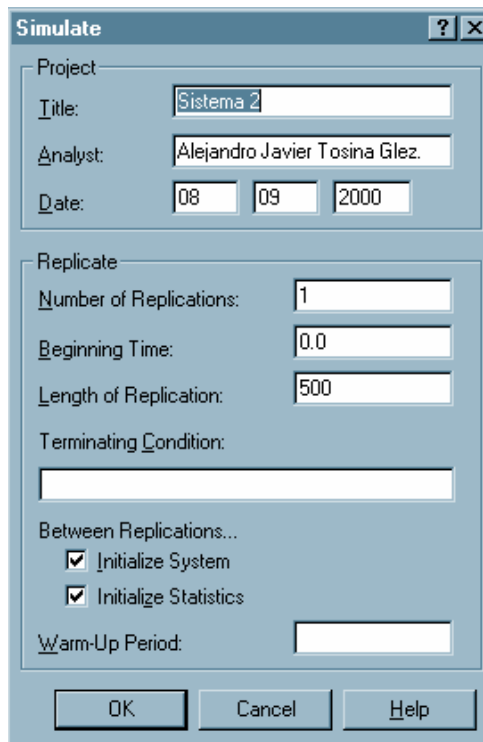 Simulate
Project
Title: Sistema 2
Analyst: Alejandro Javier Tosina Glez.
Date: 08 09 2000
Replicate
Number of Replications: 1
Beginning Time: 0.0
Length of Replication: 500
Terminating Condition:
Between Replications...
Initialize System
Initialize Statistics
Warm-Up Period:
OK Cancel Help